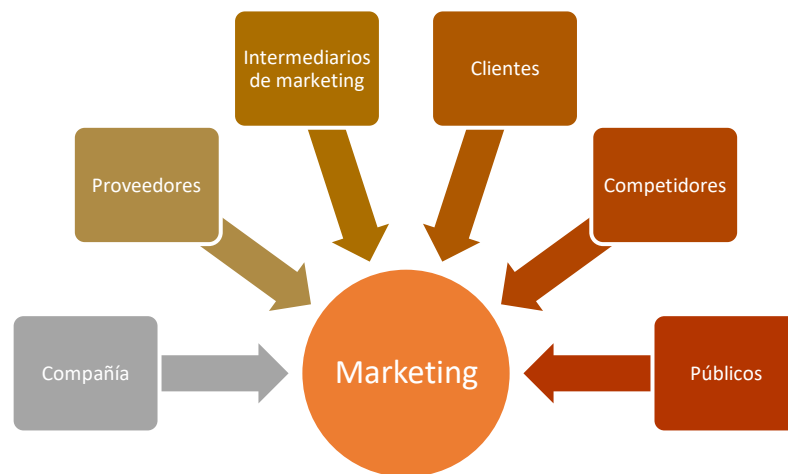 Intermediarios
de marketing
Clientes
Proveedores
Competidores
Compañía
Marketing
Públicos